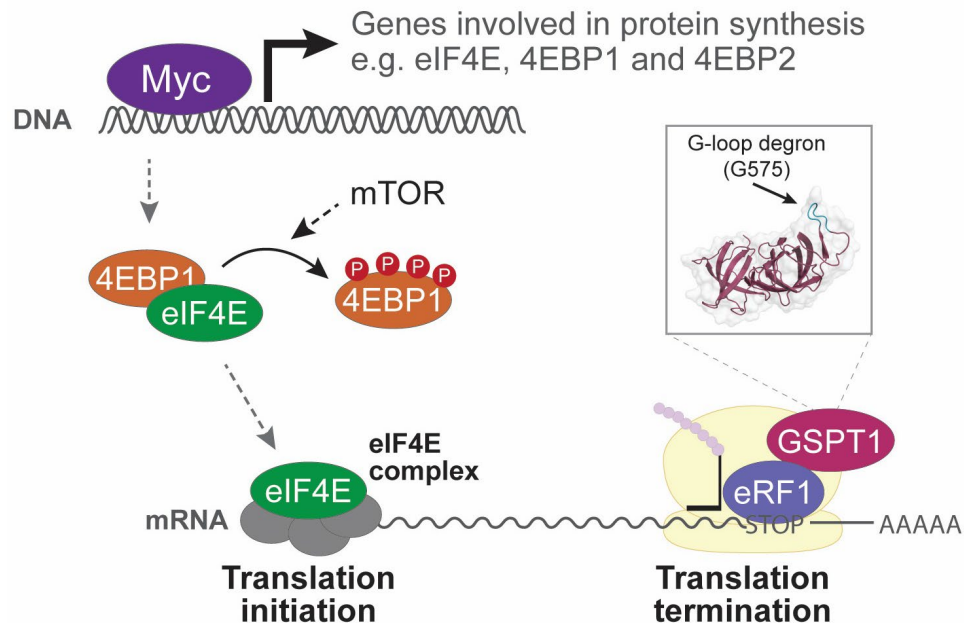 Genes involved in protein synthesis
e.g. eIF4E, 4EBP1 and 4EBP2
Myc
DNA
G-loop degron
(G575)
mTOR
4EBP1
eIF4E
P P P P
4EBP1
eIF4E
complex
eIF4E
mRNA
GSPT1
eRF1
STOP
AAAAA
Translation
initiation
Translation
termination